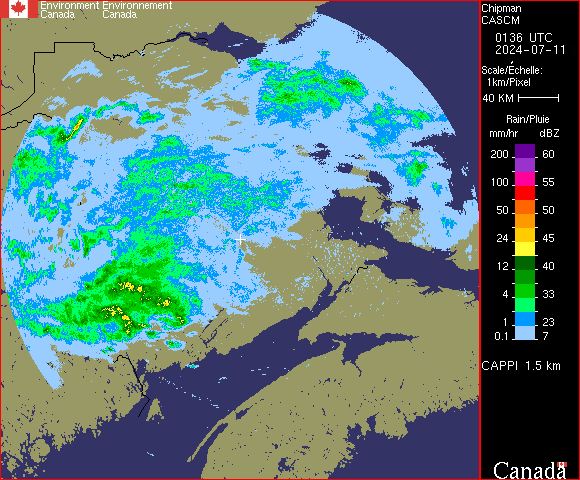 Environment Environnement
Canada Canada
Chipman
CASCM
0136 UTC
2024-07-11
Scale/Échelle:
1km/Pixel
40 KM
Rain/Pluie
mm/hr dBZ
200 60
100 55
50 50
24 45
12 40
4 33
1 23
0.1 7
CAPPI 1.5 km
Canada